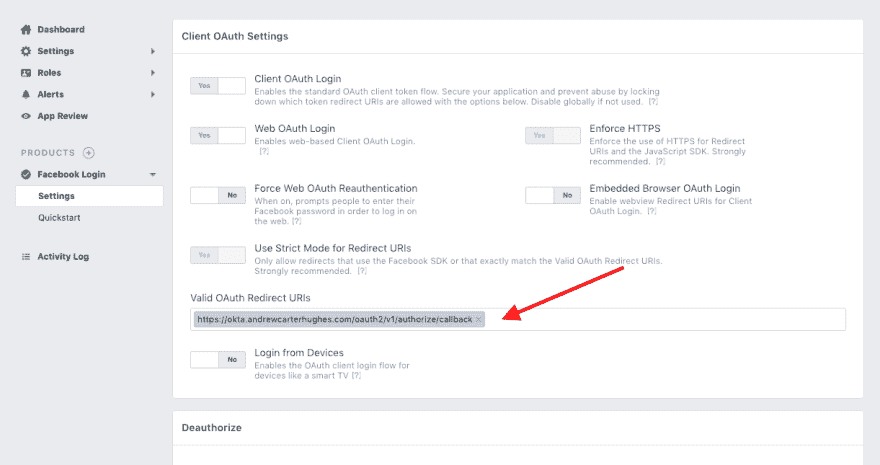 Dashboard
Settings
Roles
Alerts
App Review
PRODUCTS
Facebook Login
Settings
Quickstart
Activity Log
Client OAuth Settings
Yes
Client OAuth Login
Enables the standard OAuth client token flow. Secure your application and prevent abuse by locking
down which token redirect URIs are allowed with the options below. Disable globally if not used. [?]
Yes
Web OAuth Login
Enables web-based Client OAuth Login.
[?]
Yes
Enforce HTTPS
Enforce the use of HTTPS for Redirect
URIs and the JavaScript SDK. Strongly
recommended. [?]
No
Force Web OAuth Reauthentication
When on, prompts people to enter their
Facebook password in order to log in on
the web. [?]
No
Embedded Browser OAuth Login
Enable webview Redirect URIs for Client
OAuth Login. [?]
Yes
Use Strict Mode for Redirect URIs
Only allow redirects that use the Facebook SDK or that exactly match the Valid OAuth Redirect URIs.
Strongly recommended. [?]
Valid OAuth Redirect URIs
https://okta.andrewcarterhughes.com/oauth2/v1/authorize/callback ×
No
Login from Devices
Enables the OAuth client login flow for
devices like a smart TV [?]
Deauthorize